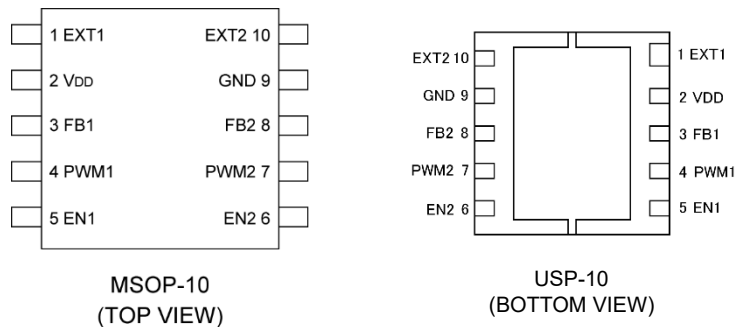 1 EXT1 EXT2 10
2 VDD GND 9
3 FB1 FB2 8
4 PWM1 PWM2 7
5 EN1 EN2 6
MSOP-10
(TOP VIEW)
EXT2 10 1 EXT1
GND 9 2 VDD
FB2 8 3 FB1
PWM2 7 4 PWM1
EN2 6 5 EN1
USP-10
(BOTTOM VIEW)